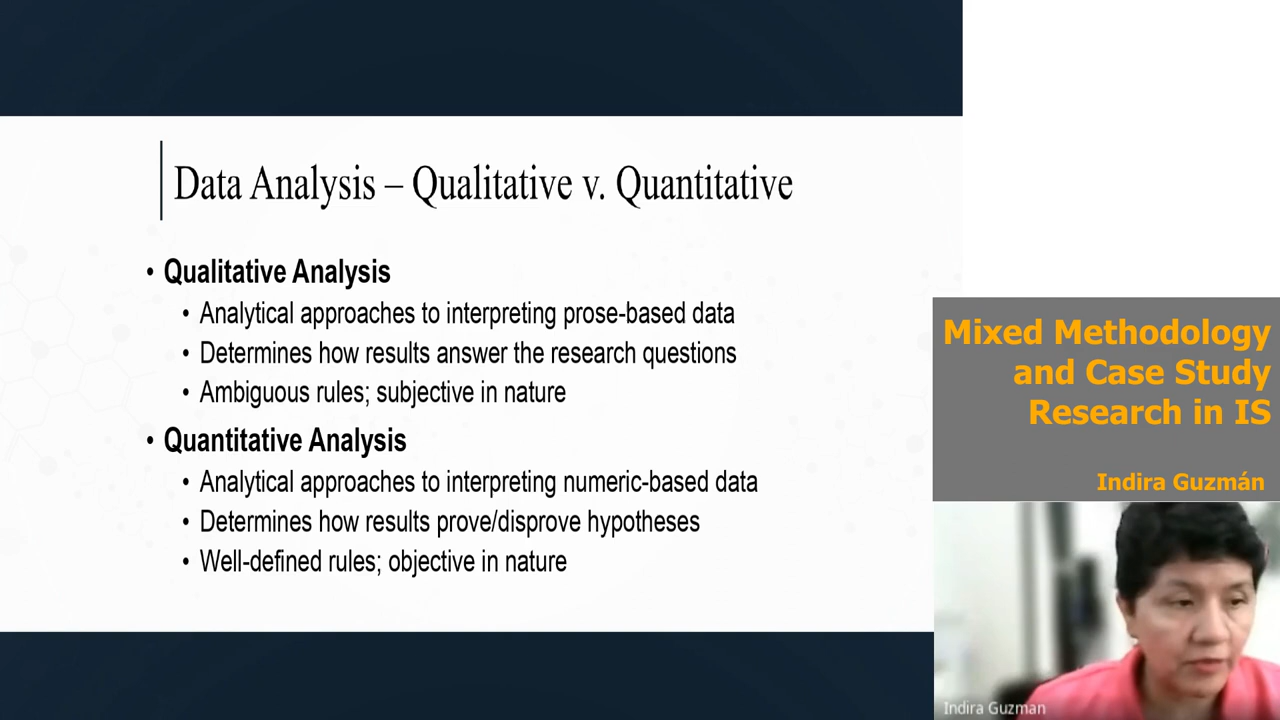 Data Analysis – Qualitative v. Quantitative
• Qualitative Analysis
• Analytical approaches to interpreting prose-based data
• Determines how results answer the research questions
• Ambiguous rules; subjective in nature
• Quantitative Analysis
• Analytical approaches to interpreting numeric-based data
• Determines how results prove/disprove hypotheses
• Well-defined rules; objective in nature
Mixed Methodology
and Case Study
Research in IS
Indira Guzmán
Indira Guzman